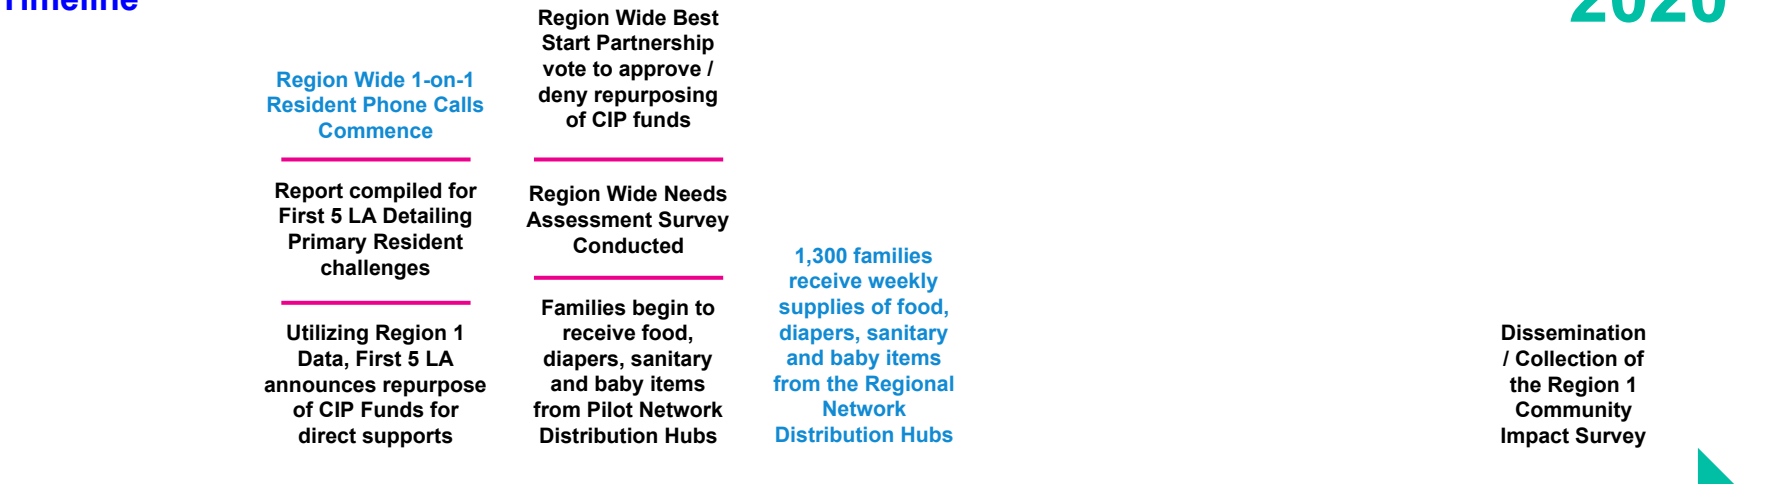 Timeline
2020
Region Wide 1-on-1
Resident Phone Calls
Commence
Report compiled for
First 5 LA Detailing
Primary Resident
challenges
Utilizing Region 1
Data, First 5 LA
announces repurpose
of CIP Funds for
direct supports
Region Wide Best
Start Partnership
vote to approve /
deny repurposing
of CIP funds
Region Wide Needs
Assessment Survey
Conducted
Families begin to
receive food,
diapers, sanitary
and baby items
from Pilot Network
Distribution Hubs
1,300 families
receive weekly
supplies of food,
diapers, sanitary
and baby items
from the Regional
Network
Distribution Hubs
Dissemination
/ Collection of
the Region 1
Community
Impact Survey